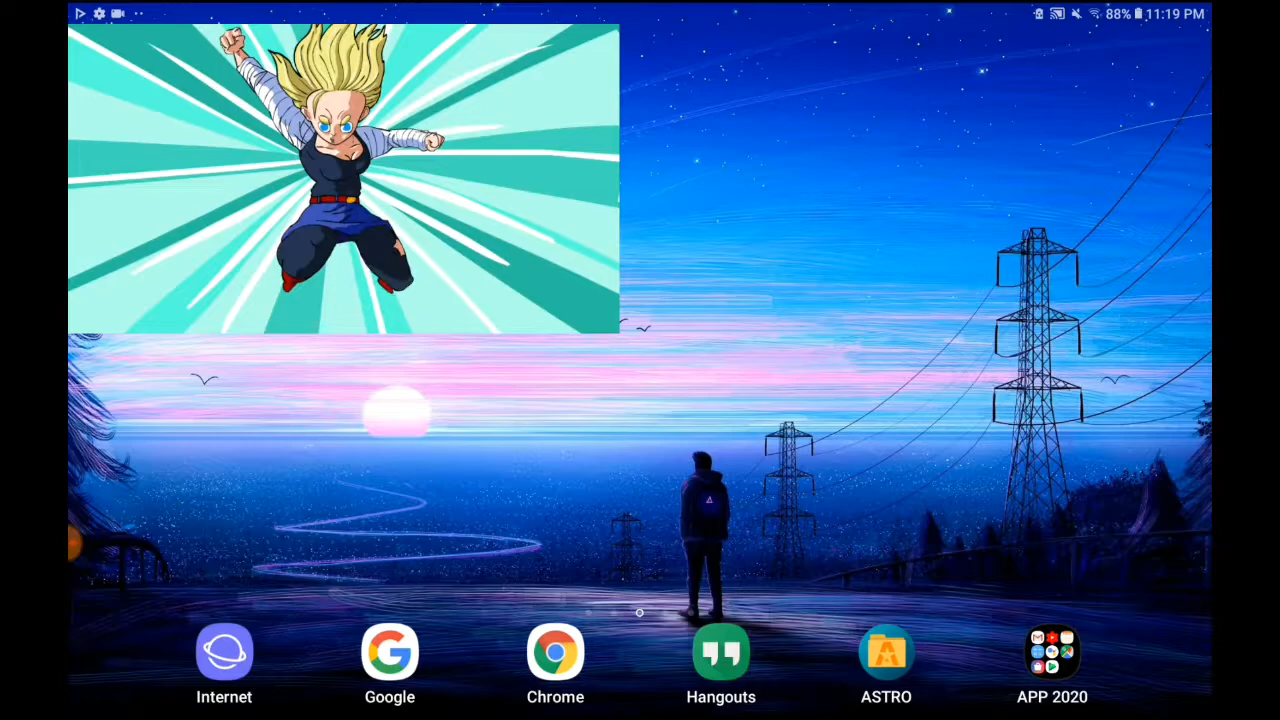 88% 11:19 PM
Internet
Google
Chrome
Hangouts
ASTRO
APP 2020